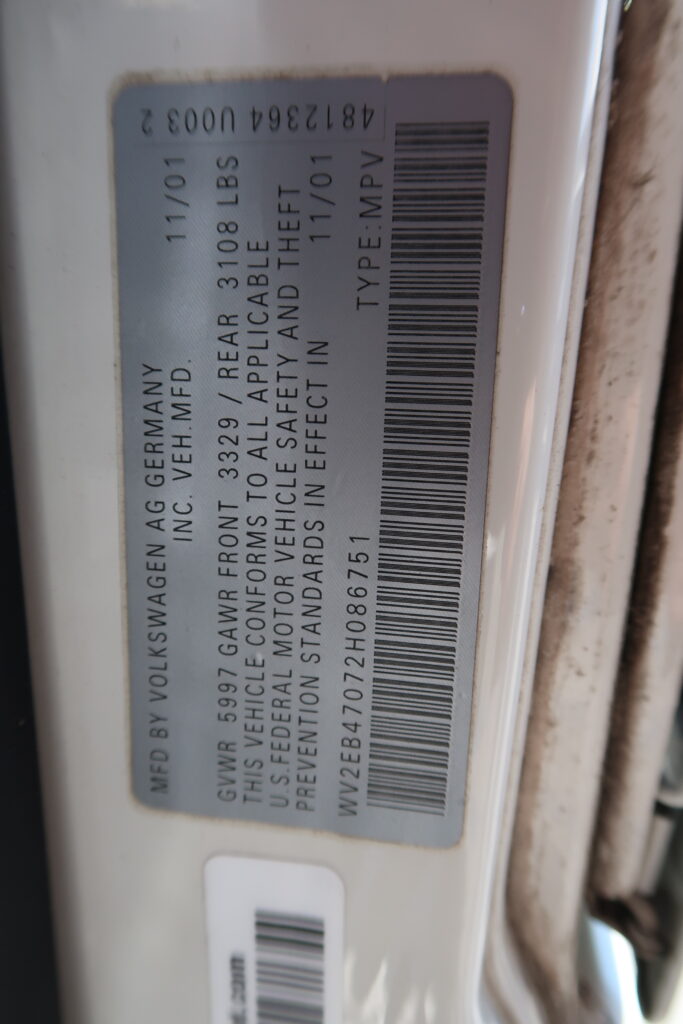 MFD BY VOLKSWAGEN AG GERMANY 11/01
INC. VEH.MFD.
GVWR 5997 GAWR FRONT 3329 / REAR 3108 LBS
THIS VEHICLE CONFORMS TO ALL APPLICABLE
U.S.FEDERAL MOTOR VEHICLE SAFETY AND THEFT
PREVENTION STANDARDS IN EFFECT IN 11/01
WV2EB47072H086751 TYPE:MPV
4812364 U003 2